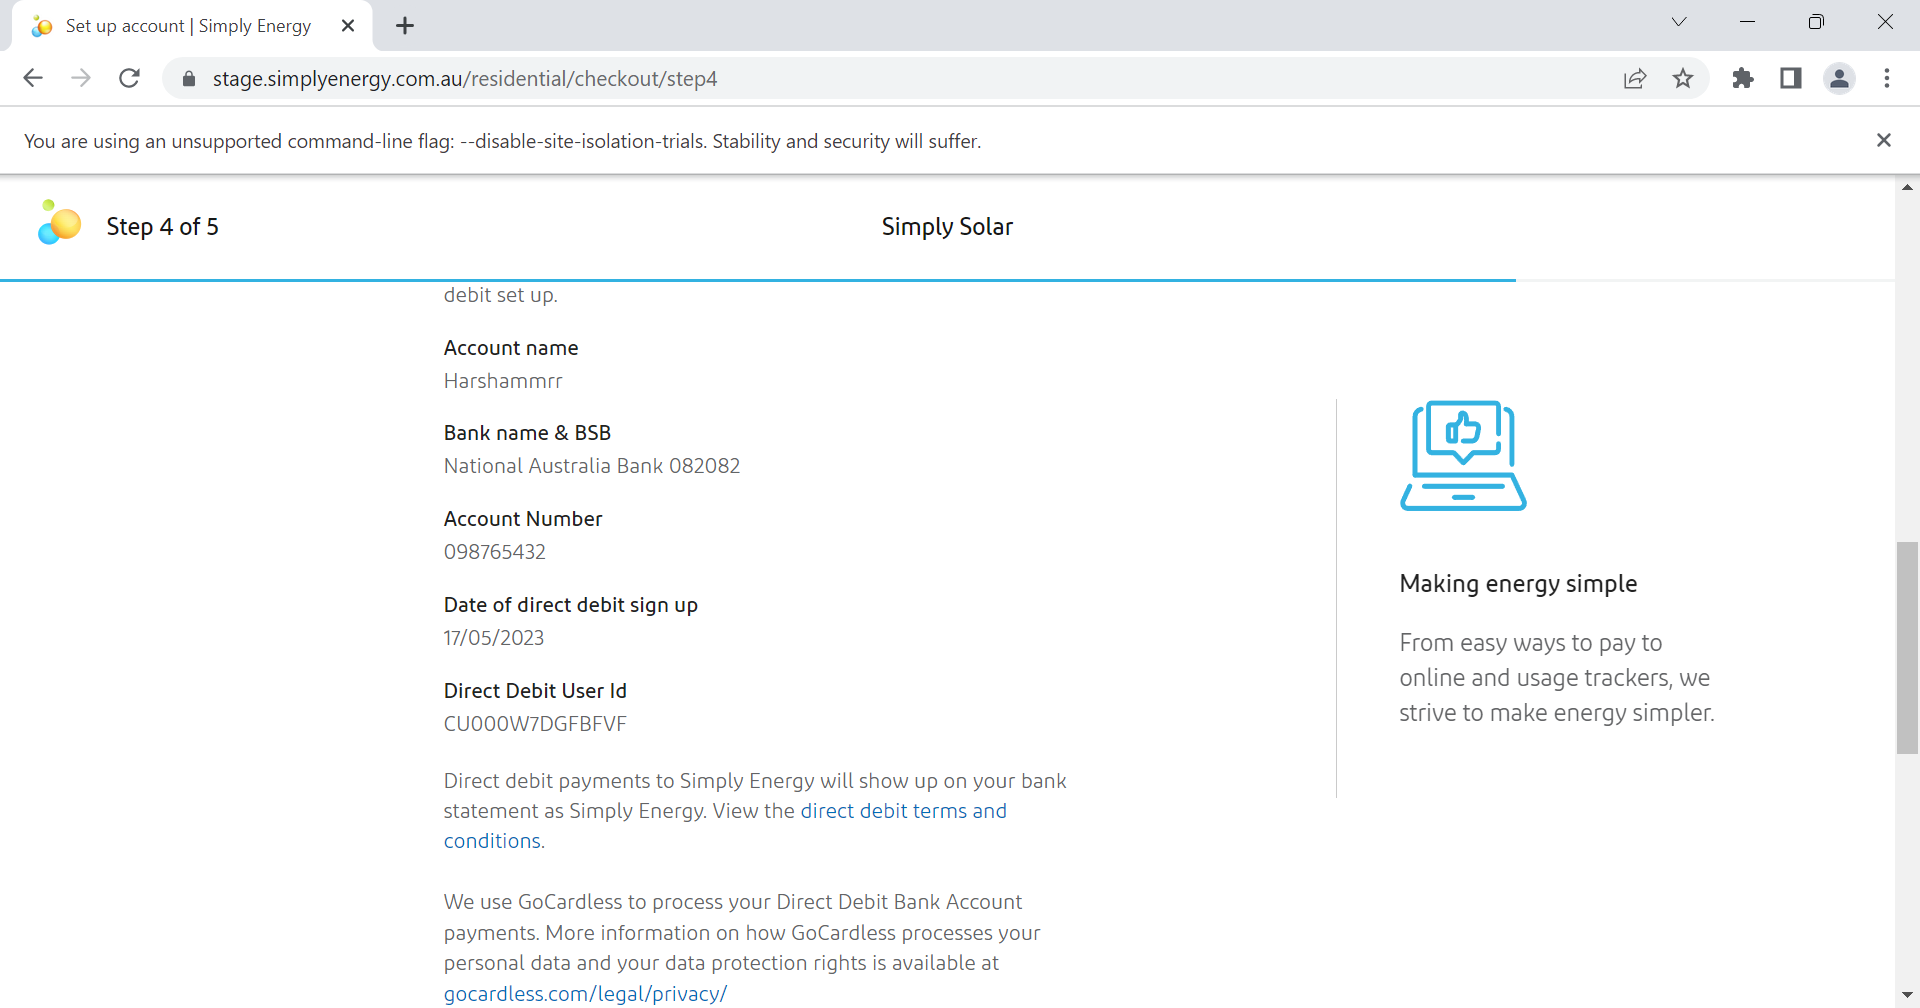 Set up account | Simply Energy
stage.simplyenergy.com.au/residential/checkout/step4
You are using an unsupported command-line flag: --disable-site-isolation-trials. Stability and security will suffer.
Step 4 of 5
Simply Solar
debit set up.
Account name
Harshammrr
Bank name & BSB
National Australia Bank 082082
Account Number
098765432
Date of direct debit sign up
17/05/2023
Direct Debit User Id
CU000W7DGFBFVF
Direct debit payments to Simply Energy will show up on your bank
statement as Simply Energy. View the direct debit terms and
conditions.
We use GoCardless to process your Direct Debit Bank Account
payments. More information on how GoCardless processes your
personal data and your data protection rights is available at
gocardless.com/legal/privacy/
Making energy simple
From easy ways to pay to
online and usage trackers, we
strive to make energy simpler.